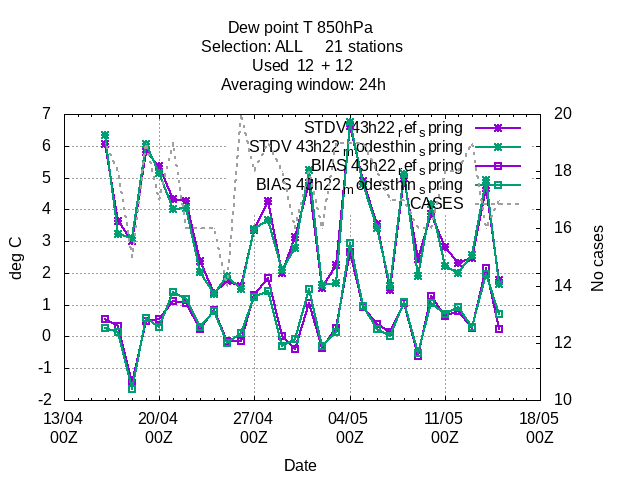 Dew point T 850hPa
Selection: ALL 21 stations
Used 12 + 12
Averaging window: 24h
STDV 43h22_ref_spring
STDV 43h22_modesthin_spring
BIAS 43h22_ref_spring
BIAS 43h22_modesthin_spring
CASES
7
6
5
4
3
2
1
0
-1
-2
deg C
20
18
16
14
12
10
No cases
13/04 20/04 27/04 04/05 11/05 18/05
00Z 00Z 00Z 00Z 00Z 00Z
Date